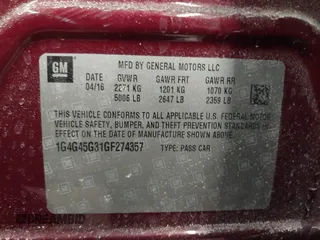 GM
MFD BY GENERAL MOTORS LLC
DATE GVWR GAWR FRT GAWR RR
04/16 2271 KG 1201 KG 1070 KG
5006 LB 2647 LB 2359 LB
THIS VEHICLE CONFORMS TO ALL APPLICABLE U.S. FEDERAL MOTOR
VEHICLE SAFETY, BUMPER, AND THEFT PREVENTION STANDARDS
IN EFFECT ON THE DATE OF MANUFACTURE SHOWN ABOVE.
1G4G45G31GF274357 TYPE: PASS CAR